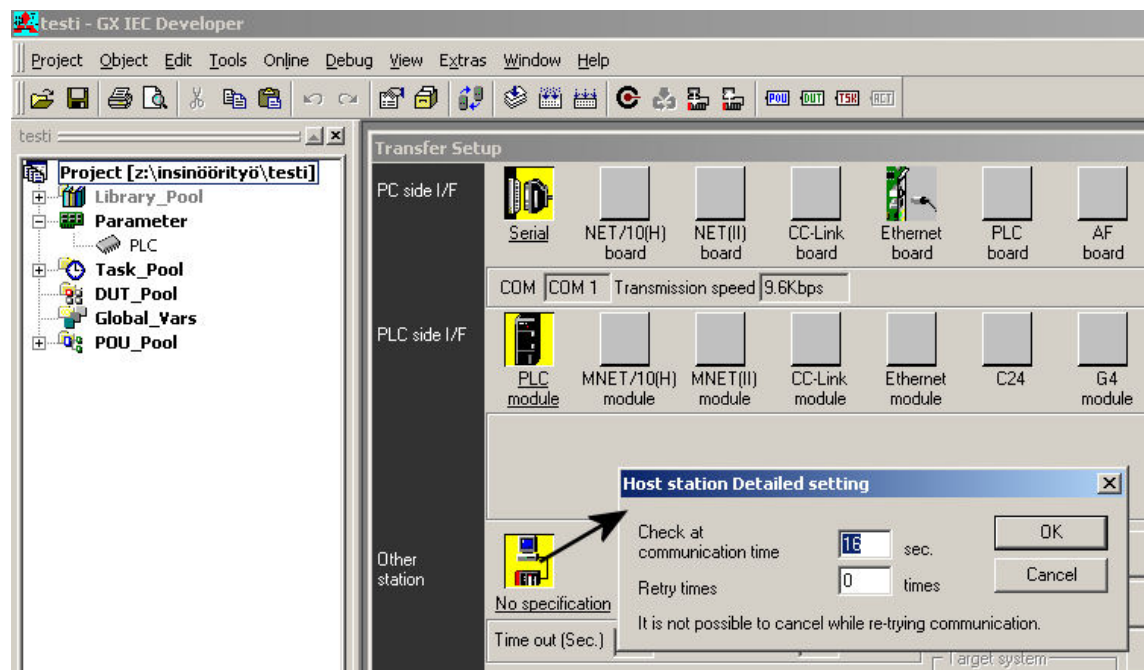 testi - GX IEC Developer
Project Object Edit Tools Online Debug View Extras Window Help
POU DUT TSK ACT
testi
Project [z:\insinöörityö\testi]
Library_Pool
Parameter
PLC
Task_Pool
DUT_Pool
Global_Vars
POU_Pool
Transfer Setup
PC side I/F
Serial
NET/10(H)
board
NET(II)
board
CC-Link
board
Ethernet
board
PLC
board
AF
board
COM COM 1 Transmission speed 9.6Kbps
PLC side I/F
PLC
module
MNET/10(H)
module
MNET(II)
module
CC-Link
module
Ethernet
module
C24
G4
module
Other
station
No specification
Time out (Sec.)
Host station Detailed setting
Check at
communication time
16 sec.
Retry times 0 times
OK
Cancel
It is not possible to cancel while re-trying communication.
Target system